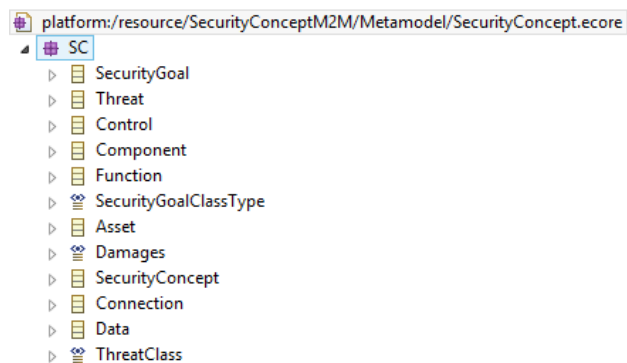 platform:/resource/SecurityConceptM2M/Metamodel/SecurityConcept.ecore
SC
SecurityGoal
Threat
Control
Component
Function
SecurityGoalClassType
Asset
Damages
SecurityConcept
Connection
Data
ThreatClass